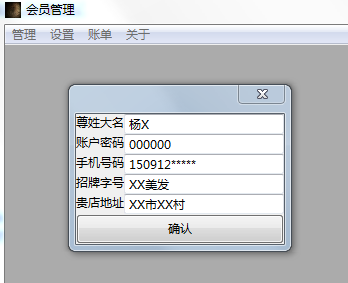 会员管理
管理 设置 账单 关于
尊姓大名 杨X
账户密码 000000
手机号码 150912*****
招牌字号 XX美发
贵店地址 XX市XX村
确认